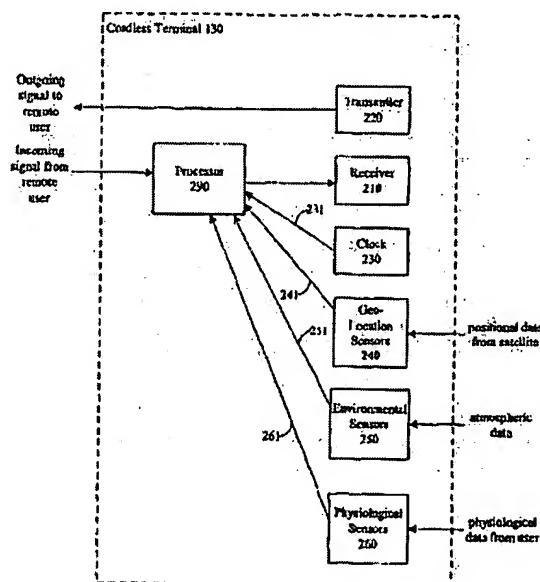 Cordless Terminal 130
Outgoing
signal to
remote
user
Transmitter
220
Incoming
signal from
remote
user
Processor
290
Receiver
210
231
Clock
230
241
Geo-
Location
Sensors
240
positional data
from satellite
251
Environmental
Sensors
250
atmospheric
data
261
Physiological
Sensors
260
physiological
data from user